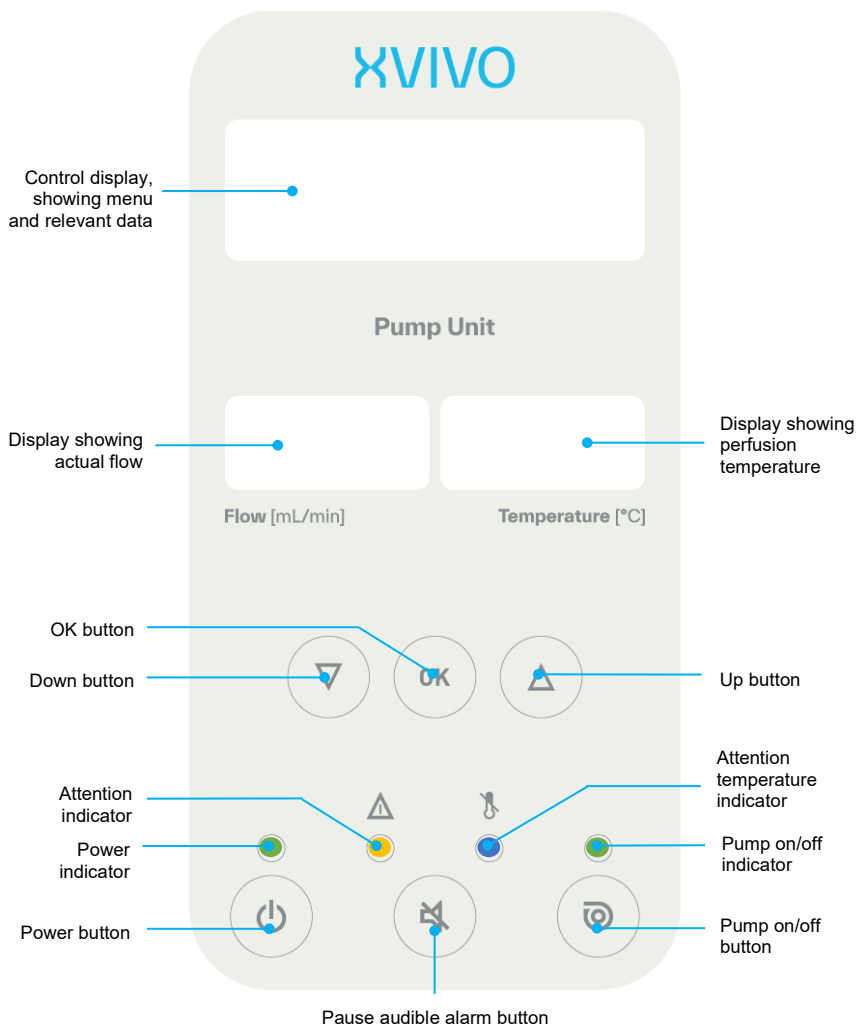 XVIVO
Control display,
showing menu
and relevant data
Pump Unit
Display showing
actual flow
Display showing
perfusion
temperature
Flow [mL/min]
Temperature [°C]
OK button
Down button
OK
Up button
Attention
temperature
indicator
Attention
indicator
Power
indicator
Pump on/off
indicator
Power button
Pump on/off
button
Pause audible alarm button